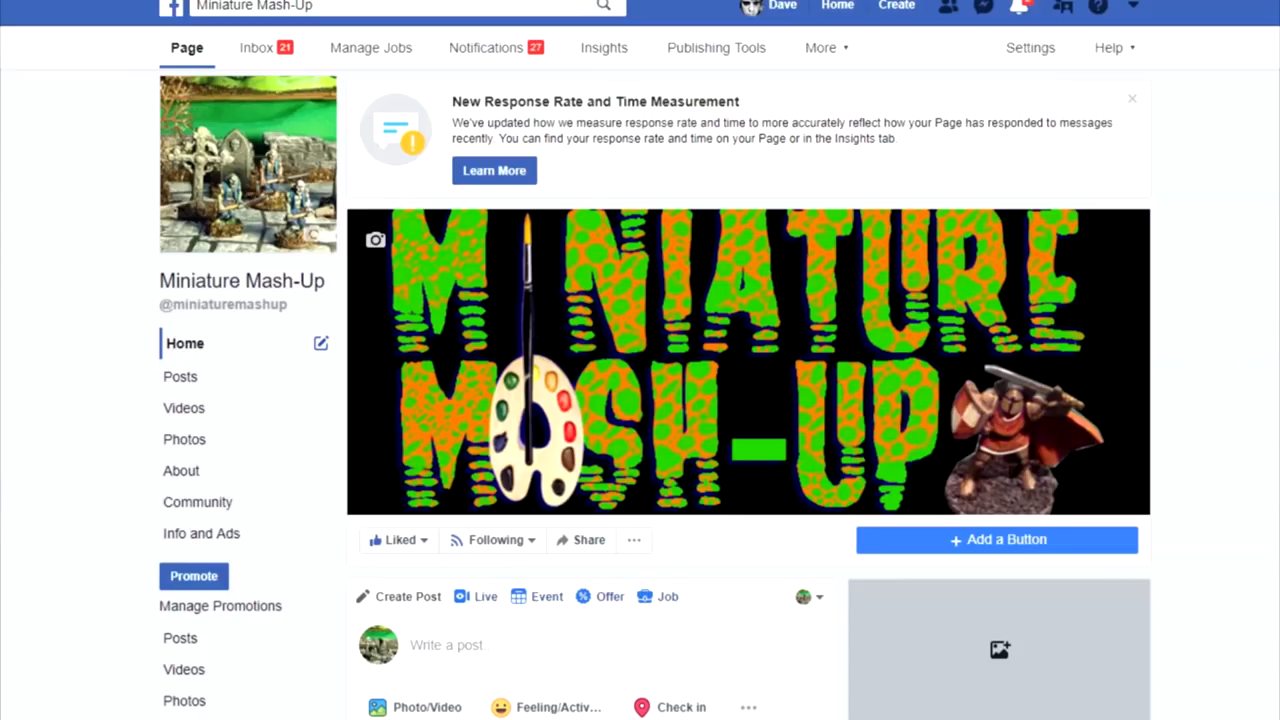 Miniature Mash-Up
Dave Home Create
Page Inbox 21 Manage Jobs Notifications 27 Insights Publishing Tools More Settings Help
New Response Rate and Time Measurement
We've updated how we measure response rate and time to more accurately reflect how your Page has responded to messages
recently. You can find your response rate and time on your Page or in the Insights tab.
Learn More
MINIATURE
MASH-UP
Miniature Mash-Up
@miniaturemashup
Home
Posts
Videos
Photos
About
Community
Info and Ads
Promote
Manage Promotions
Posts
Videos
Photos
Liked Following Share ...
+ Add a Button
Create Post Live Event Offer Job
Write a post...
Photo/Video Feeling/Activ... Check in ...